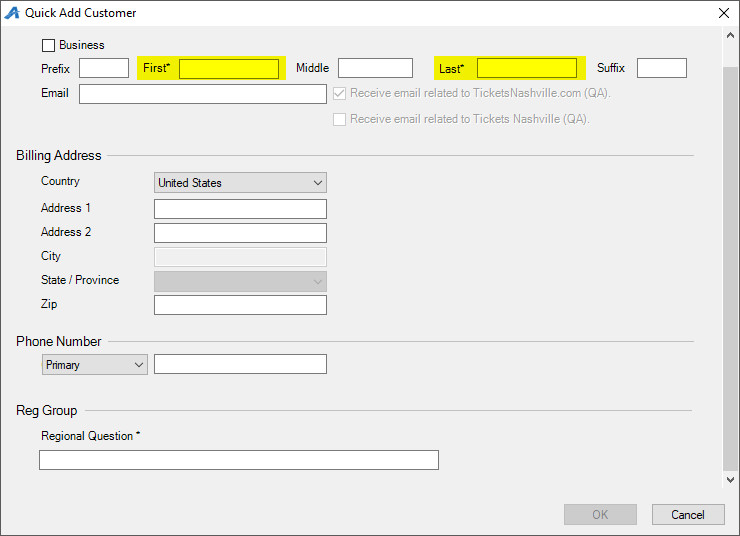 Quick Add Customer
Business
Prefix First* Middle Last* Suffix
Email Receive email related to TicketsNashville.com (QA).
Receive email related to Tickets Nashville (QA).
Billing Address
Country United States
Address 1
Address 2
City
State / Province
Zip
Phone Number
Primary
Reg Group
Regional Question *
OK Cancel